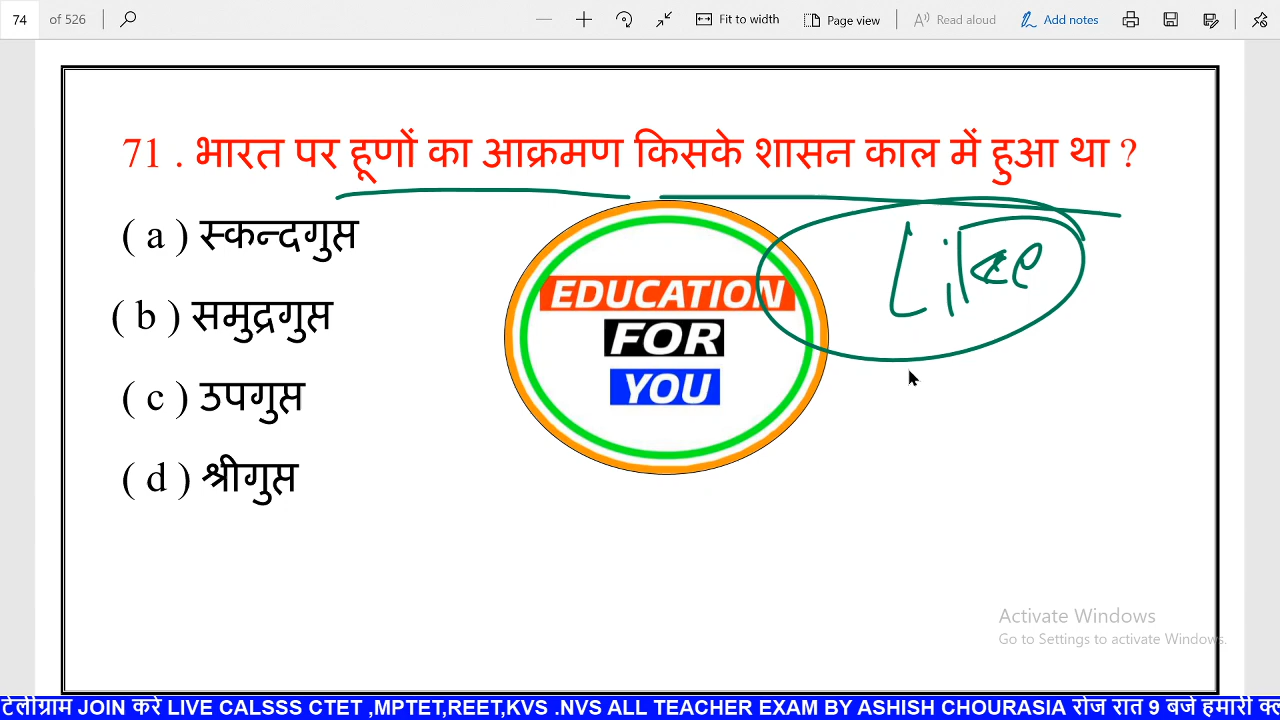 74 of 526 Fit to width Page view Read aloud Add notes
71 . भारत पर हूणों का आक्रमण किसके शासन काल में हुआ था ?
( a ) स्कन्दगुप्त
( b ) समुद्रगुप्त
( c ) उपगुप्त
( d ) श्रीगुप्त
EDUCATION
FOR
YOU
Like
Activate Windows
Go to Settings to activate Windows.
टेलीग्राम JOIN करे LIVE CALSSS CTET ,MPTET,REET,KVS .NVS ALL TEACHER EXAM BY ASHISH CHOURASIA रोज रात 9 बजे हमारी